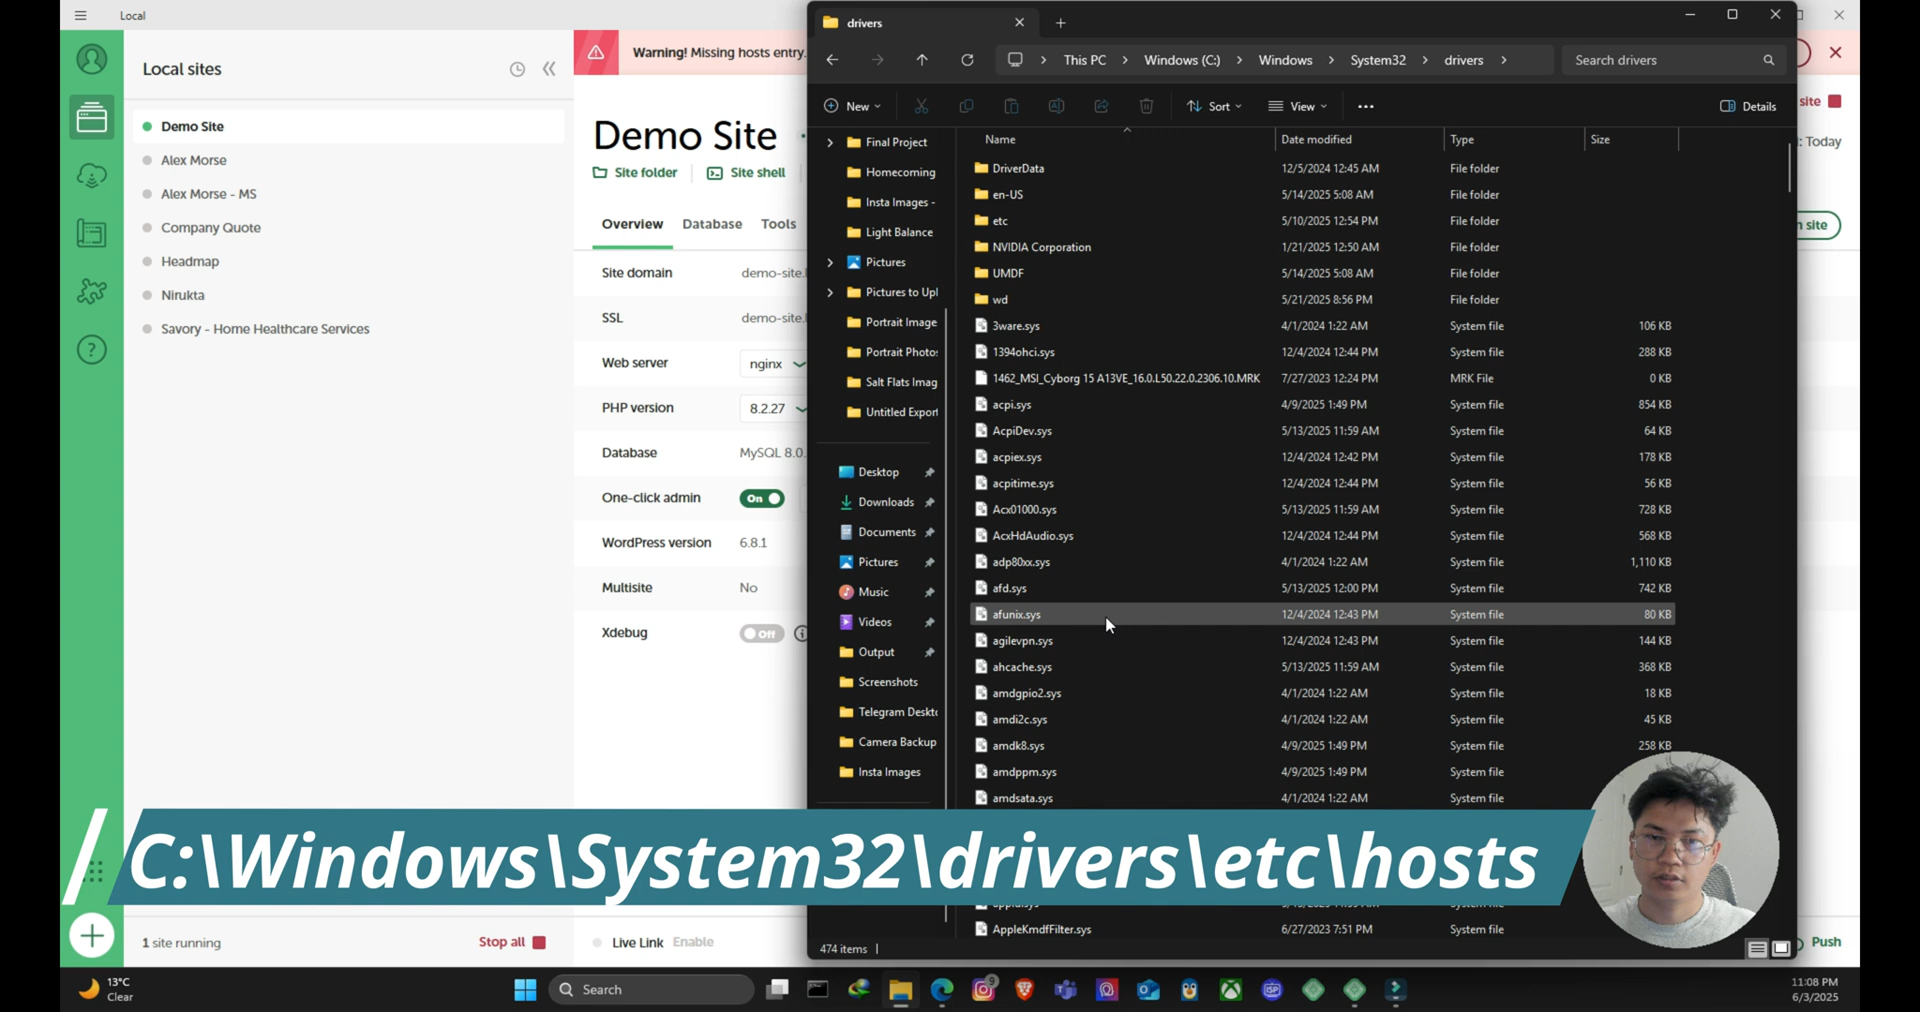 Local
Local sites
Demo Site
Alex Morse
Alex Morse - MS
Company Quote
Headmap
Nirukta
Savory - Home Healthcare Services
1 site running
Stop all
Warning! Missing hosts entry.
Demo Site
Site folder
Site shell
Overview Database Tools
Site domain demo-site.
SSL demo-site.
Web server nginx
PHP version 8.2.27
Database MySQL 8.0.
One-click admin On
WordPress version 6.8.1
Multisite No
Xdebug Off
Live Link Enable
site
: Today
n site
Push
drivers
This PC > Windows (C:) > Windows > System32 > drivers >
Search drivers
New
Sort
View
Details
Final Project
Homecoming
Insta Images -
Light Balance
Pictures
Pictures to Upl
Portrait Image
Portrait Photo
Salt Flats Imag
Untitled Export
Desktop
Downloads
Documents
Pictures
Music
Videos
Output
Screenshots
Telegram Deskt
Camera Backup
Insta Images
Name Date modified Type Size
DriverData 12/5/2024 12:45 AM File folder
en-US 5/14/2025 5:08 AM File folder
etc 5/10/2025 12:54 PM File folder
NVIDIA Corporation 1/21/2025 12:50 AM File folder
UMDF 5/14/2025 5:08 AM File folder
wd 5/21/2025 8:56 PM File folder
3ware.sys 4/1/2024 1:22 AM System file 106 KB
1394ohci.sys 12/4/2024 12:44 PM System file 288 KB
1462_MSI_Cyborg 15 A13VE_16.0.L50.22.0.2306.10.MRK 7/27/2023 12:24 PM MRK File 0 KB
acpi.sys 4/9/2025 1:49 PM System file 854 KB
AcpiDev.sys 5/13/2025 11:59 AM System file 64 KB
acpiex.sys 12/4/2024 12:42 PM System file 178 KB
acpitime.sys 12/4/2024 12:44 PM System file 56 KB
Acx01000.sys 5/13/2025 11:59 AM System file 728 KB
AcxHdAudio.sys 12/4/2024 12:44 PM System file 568 KB
adp80xx.sys 4/1/2024 1:22 AM System file 1,110 KB
afd.sys 5/13/2025 12:00 PM System file 742 KB
afunix.sys 12/4/2024 12:43 PM System file 80 KB
agilevpn.sys 12/4/2024 12:43 PM System file 144 KB
ahcache.sys 5/13/2025 11:59 AM System file 368 KB
amdgpio2.sys 4/1/2024 1:22 AM System file 18 KB
amdi2c.sys 4/1/2024 1:22 AM System file 45 KB
amdk8.sys 4/9/2025 1:49 PM System file 258 KB
amdppm.sys 4/9/2025 1:49 PM System file
amdsata.sys 4/1/2024 1:22 AM System file
AppleKmdfFilter.sys 6/27/2023 7:51 PM System file
474 items
C:\Windows\System32\drivers\etc\hosts
13°C
Clear
Search
11:08 PM
6/3/2025